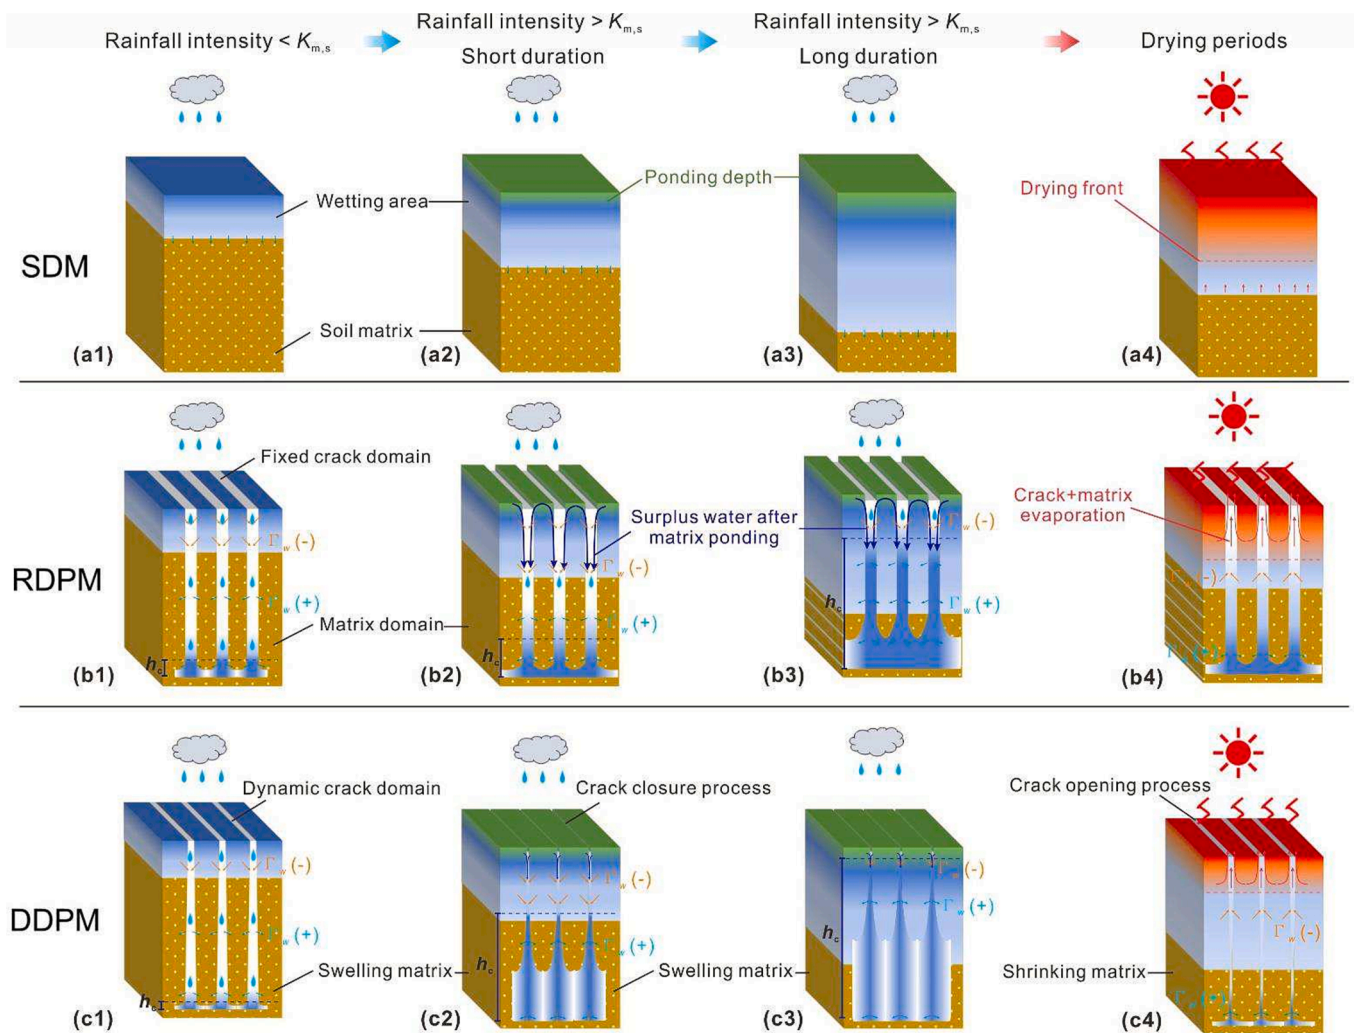 Rainfall intensity < Km,s
Rainfall intensity > Km,s
Short duration
Rainfall intensity > Km,s
Long duration
Drying periods
SDM
Wetting area
Ponding depth
Drying front
Soil matrix
(a1)
(a2)
(a3)
(a4)
RDPM
Fixed crack domain
Γw(-)
Surplus water after
matrix ponding
Γw(-)
Γw(-)
Crack+matrix
evaporation
Γw(-)
Γw(+)
Γw(+)
Γw(+)
Γw(+)
Matrix domain
hc
hc
hc
(b1)
(b2)
(b3)
(b4)
DDPM
Dynamic crack domain
Crack closure process
Crack opening process
Γw(-)
Γw(-)
Γw(-)
Γw(-)
Γw(+)
Γw(+)
Γw(+)
Γw(+)
Swelling matrix
Swelling matrix
Shrinking matrix
hc
hc
hc
(c1)
(c2)
(c3)
(c4)